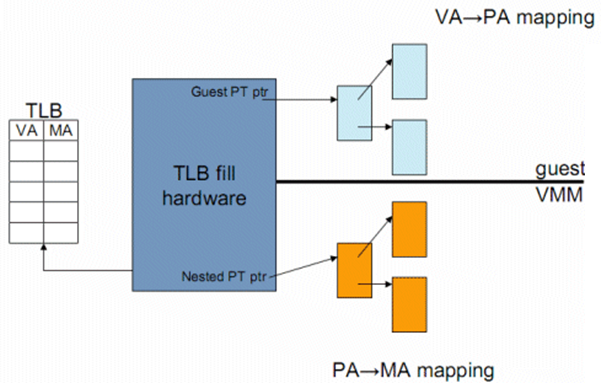 VA→PA mapping
Guest PT ptr
TLB
VA MA
TLB fill
hardware
guest
VMM
Nested PT ptr
PA→MA mapping